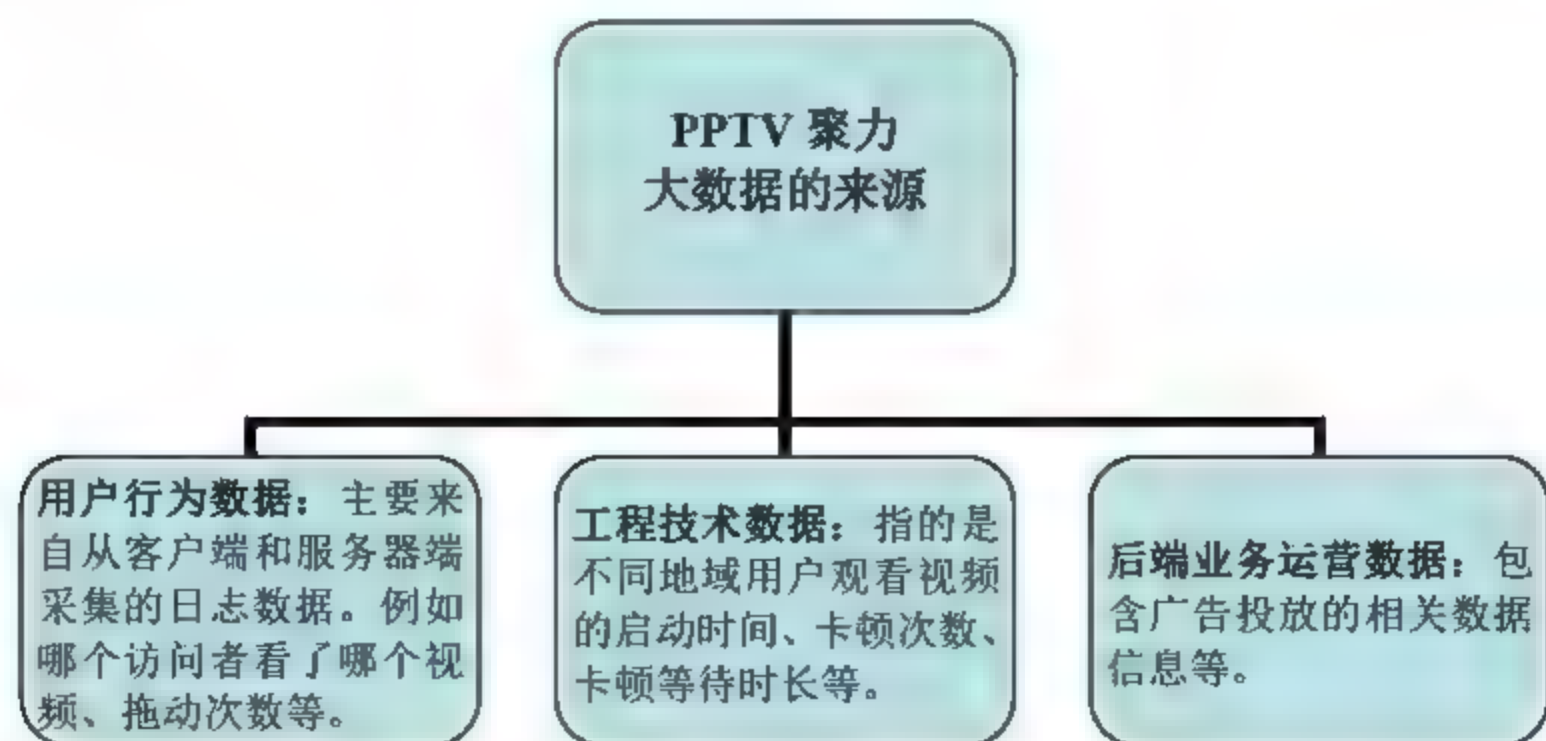 PPTV 聚力
大数据的来源
用户行为数据：主要来
自从客户端和服务器端
采集的日志数据。例如
哪个访问者看了哪个视
频、拖动次数等。
工程技术数据：指的是
不同地域用户观看视频
的启动时间、卡顿次数、
卡顿等待时长等。
后端业务运营数据：包
含广告投放的相关数据
信息等。